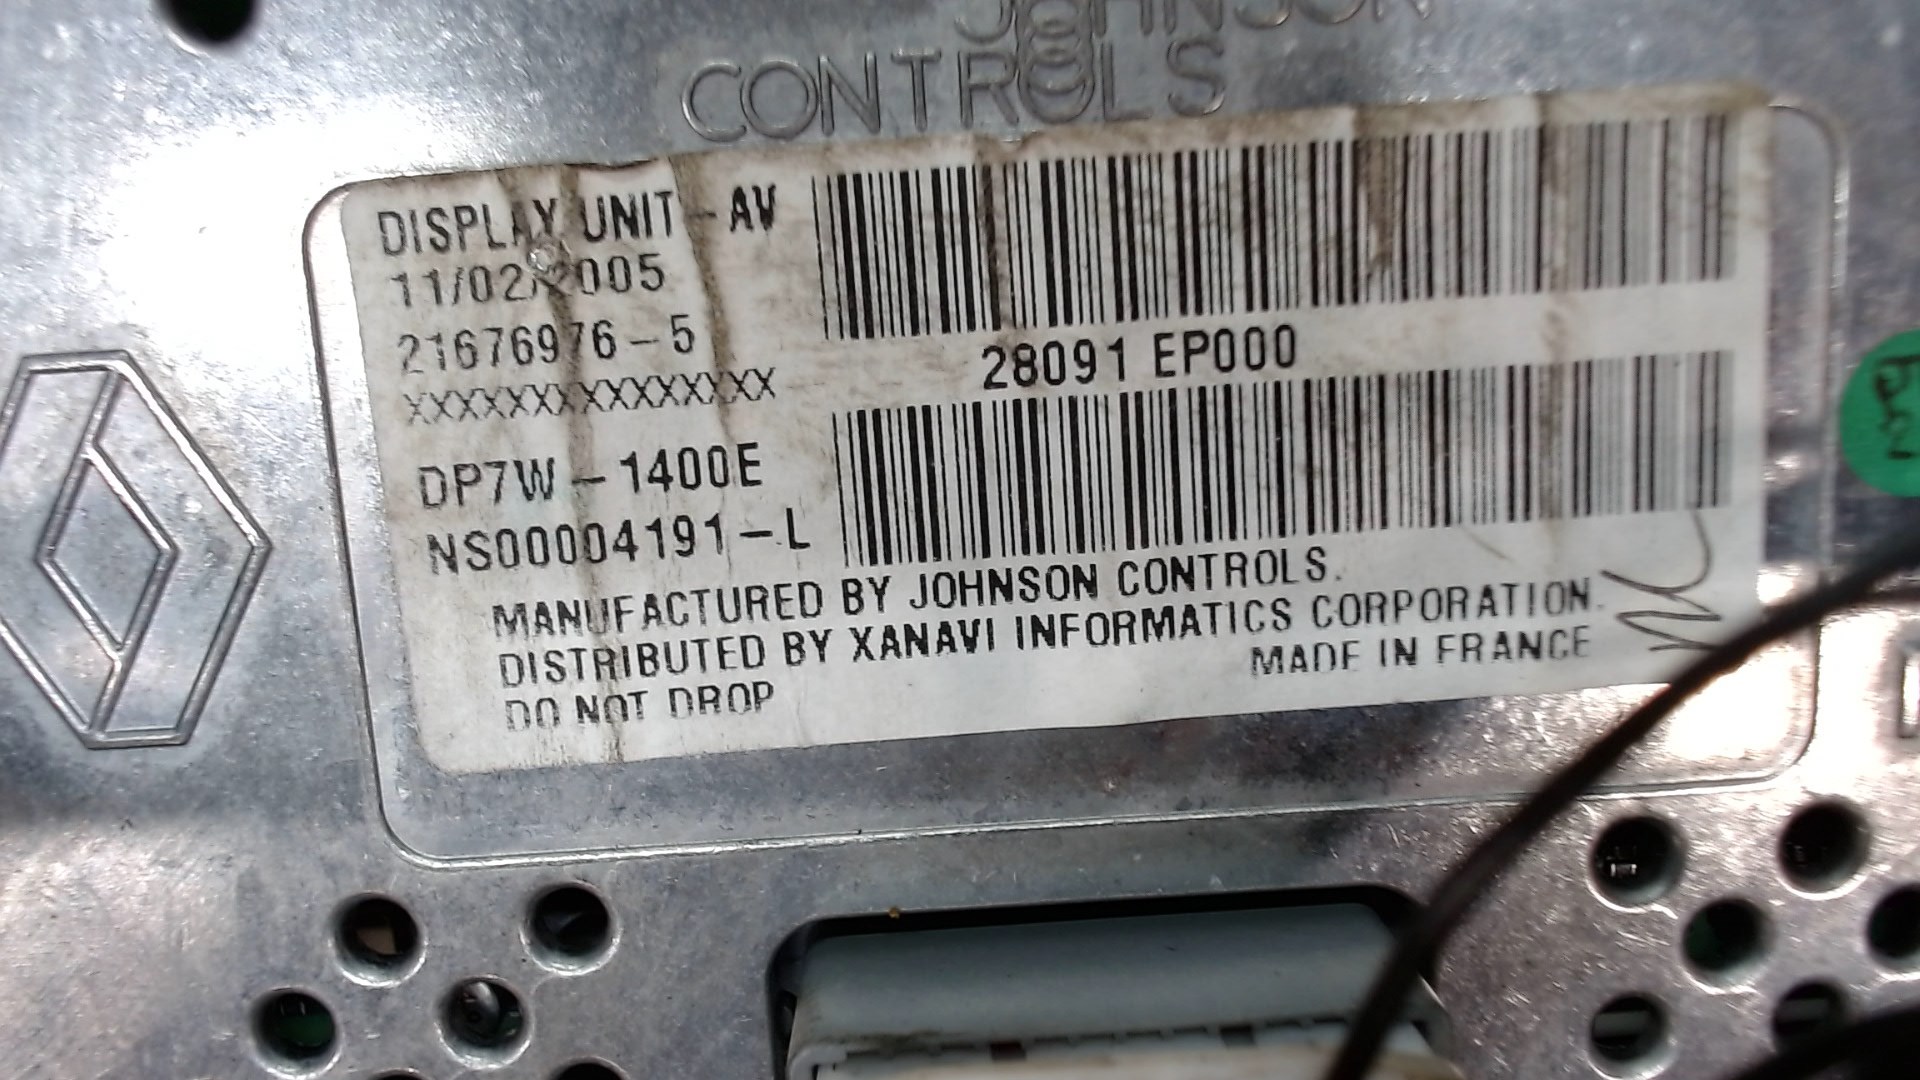 JOHNSON
CONTROLS
DISPLAY UNIT - AV
11/02/2005
21676976-5
28091 EP000
XXXXXXXXXXXXXXX
DP7W-1400E
NS00004191-L
MANUFACTURED BY JOHNSON CONTROLS.
DISTRIBUTED BY XANAVI INFORMATICS CORPORATION.
MADE IN FRANCE
DO NOT DROP